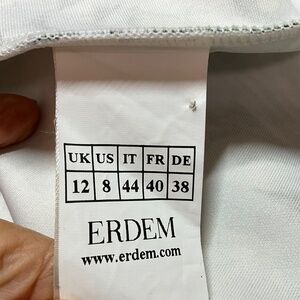 UK US IT FR DE
12 8 44 40 38
ERDEM
www.erdem.com